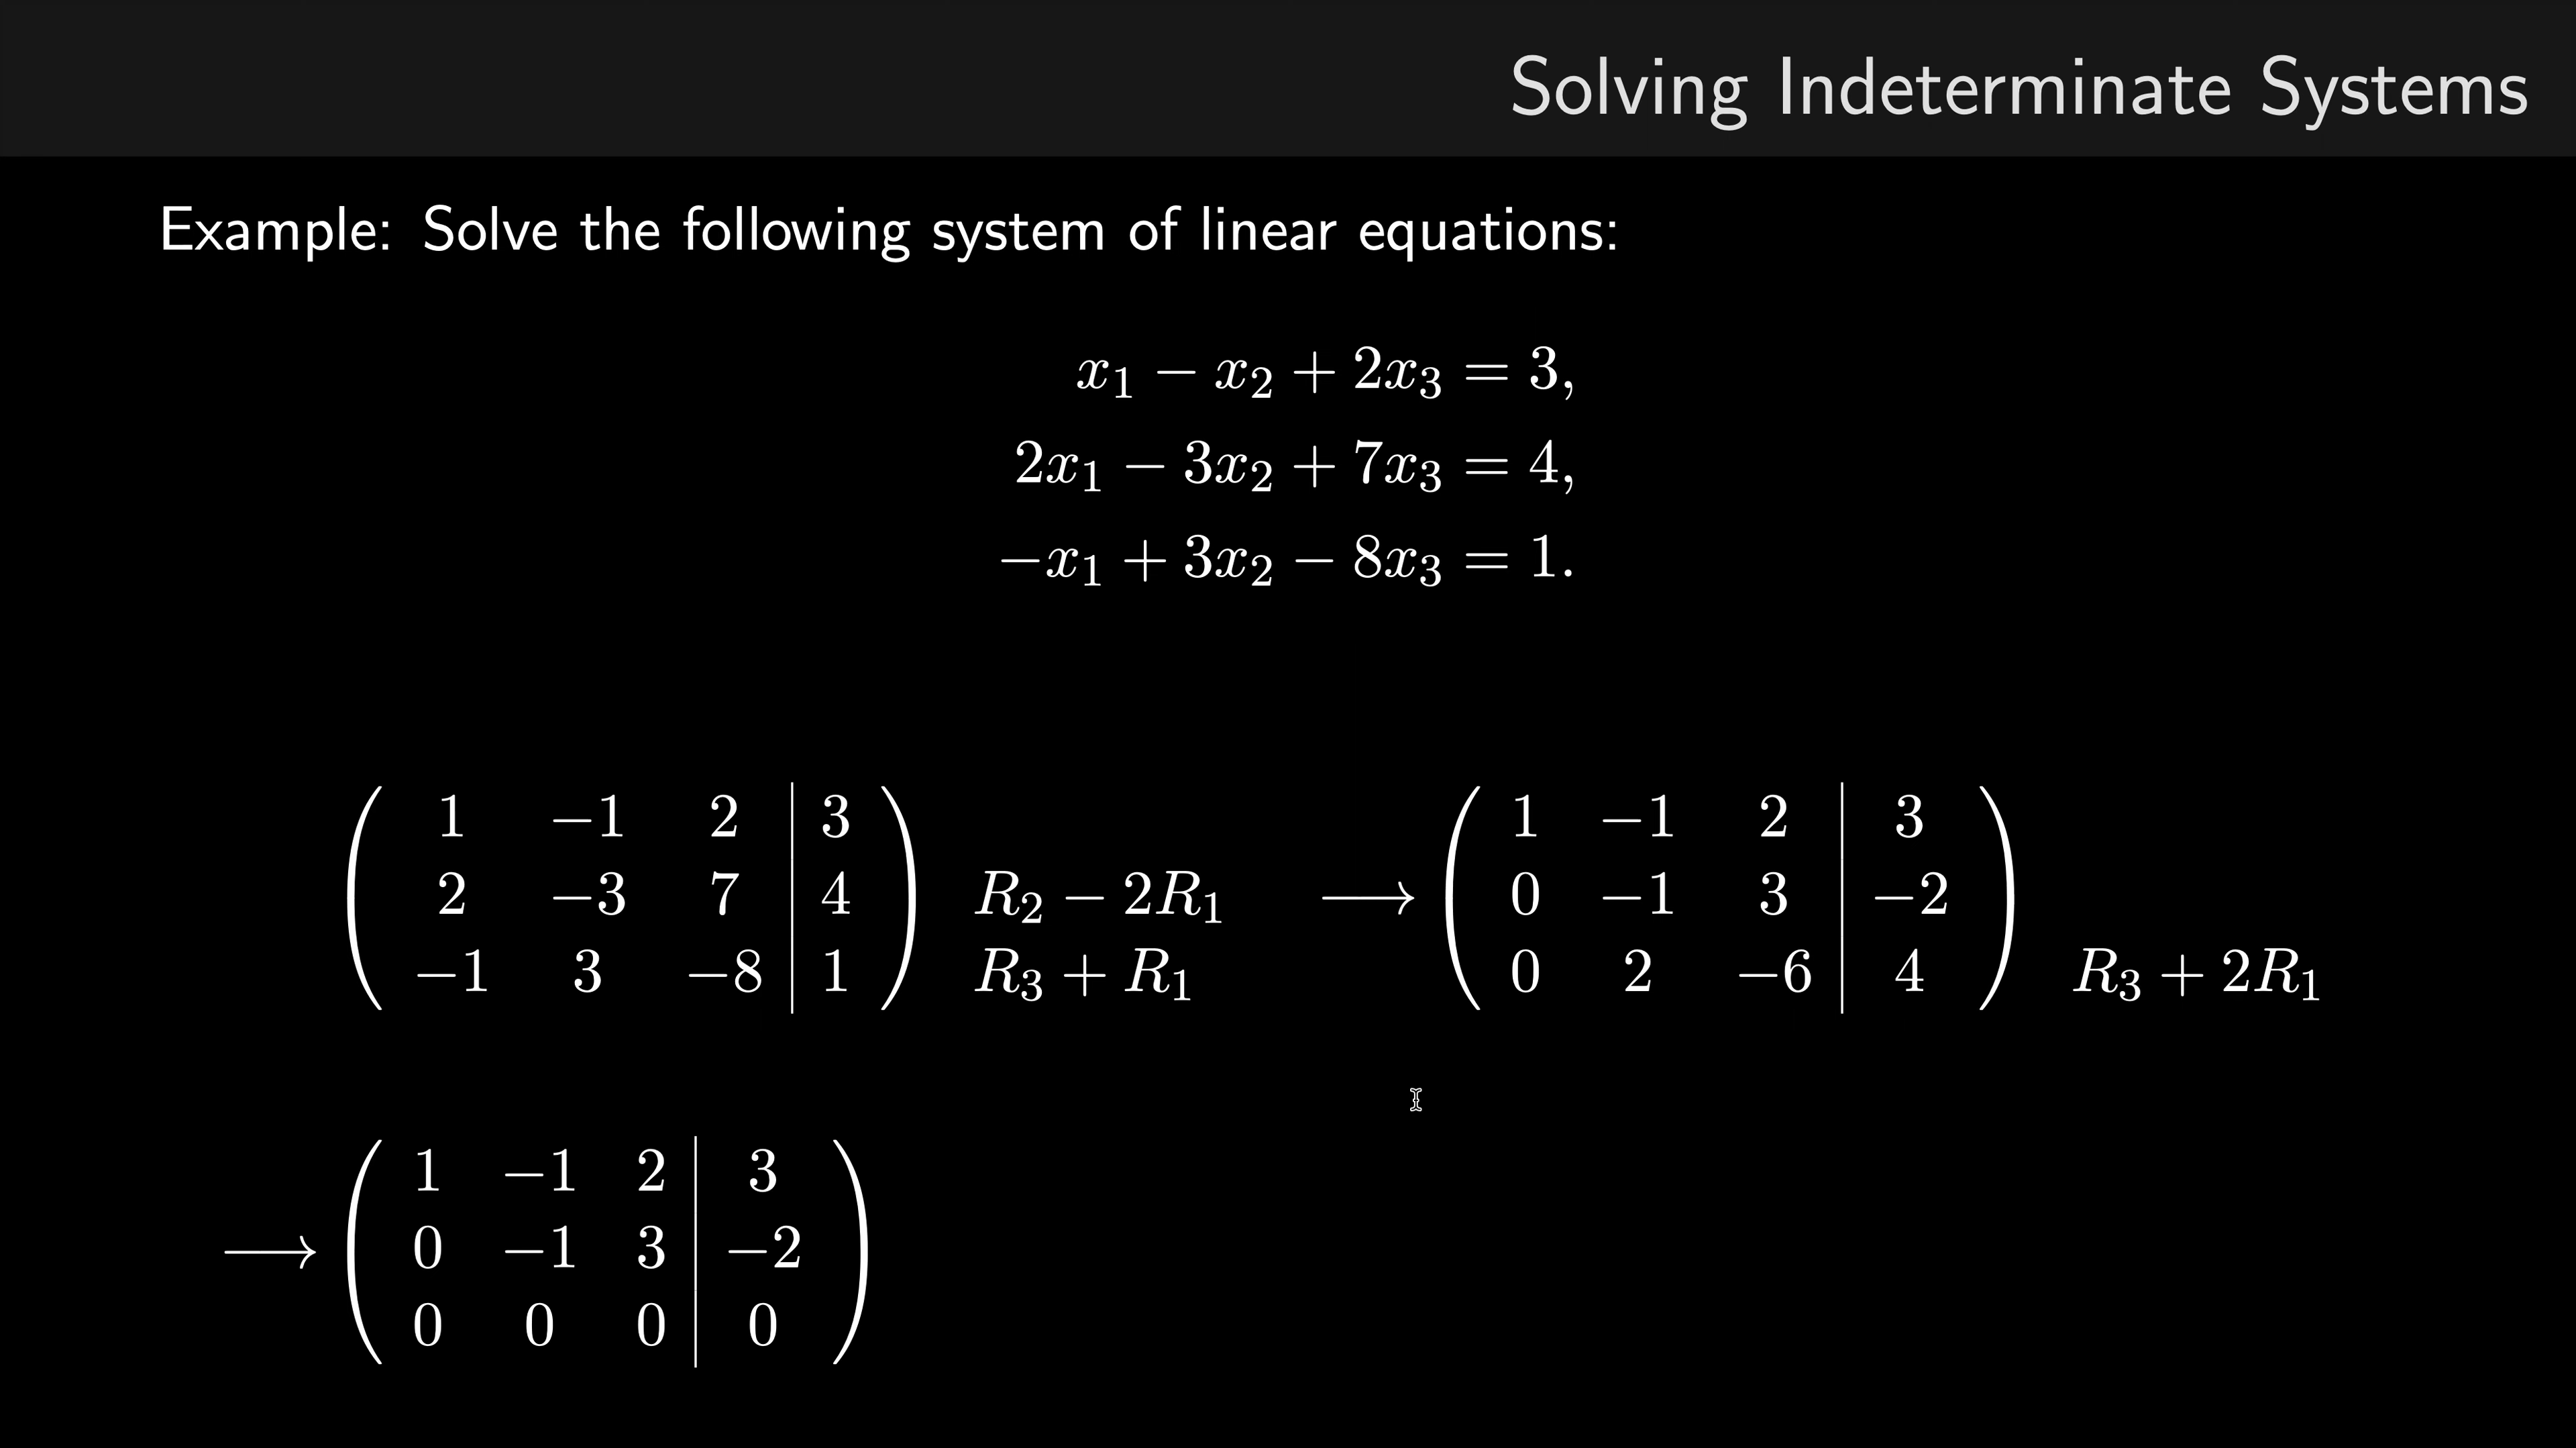 Solving Indeterminate Systems
Example: Solve the following system of linear equations:
x₁ − x₂ + 2x₃ = 3,
2x₁ − 3x₂ + 7x₃ = 4,
−x₁ + 3x₂ − 8x₃ = 1.
( 1 −1 2 | 3 ) ⟶ ( 1 −1 2 | 3 )
( 2 −3 7 | 4 ) R₂ − 2R₁ ⟶ ( 0 −1 3 | −2 )
( −1 3 −8 | 1 ) R₃ + R₁ ( 0 2 −6 | 4 ) R₃ + 2R₁
( 1 −1 2 | 3 )
⟶ ( 0 −1 3 | −2 )
( 0 0 0 | 0 )